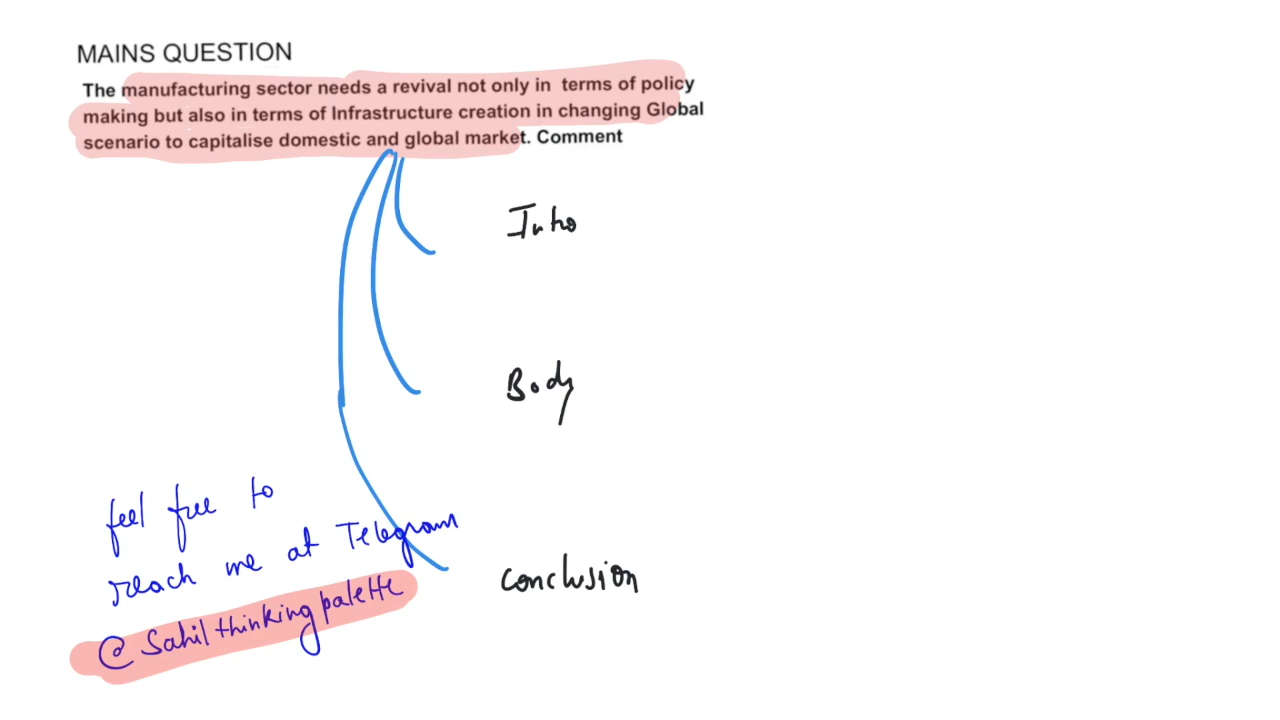 MAINS QUESTION
The manufacturing sector needs a revival not only in terms of policy
making but also in terms of Infrastructure creation in changing Global
scenario to capitalise domestic and global market. Comment
Intro
Body
feel free to
reach me at Telegram
@ Sahil thinking palette
Conclusion